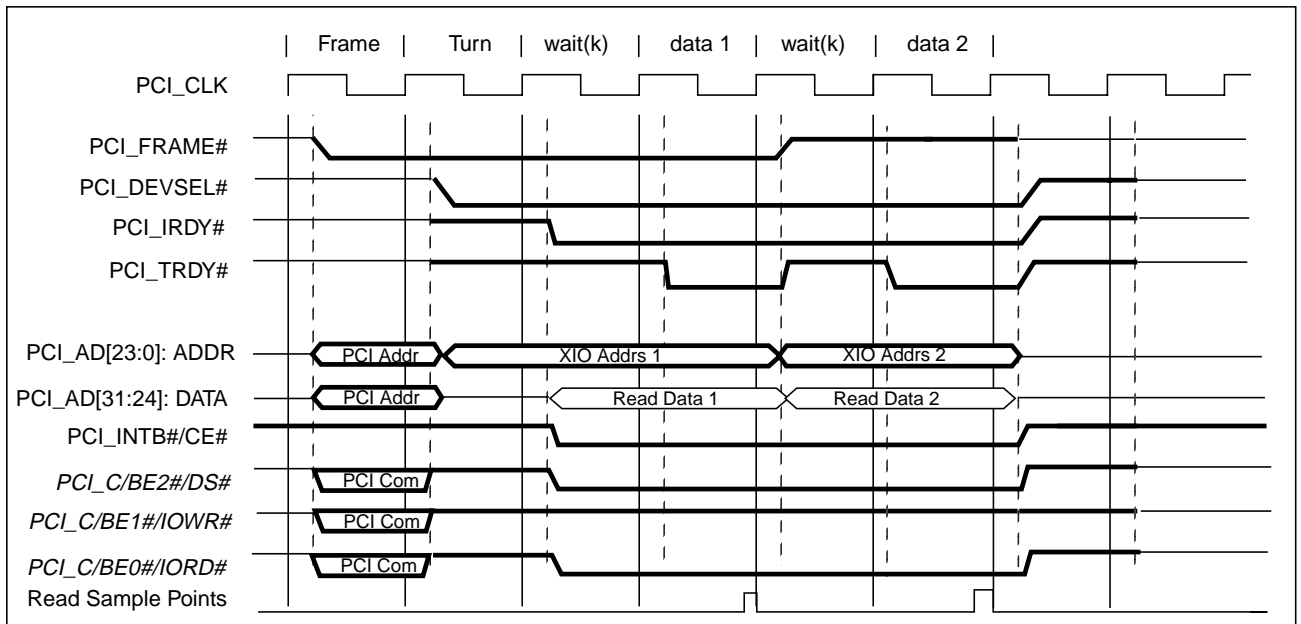 | Frame | Turn | wait(k) | data 1 | wait(k) | data 2 |
PCI_CLK
PCI_FRAME#
PCI_DEVSEL#
PCI_IRDY#
PCI_TRDY#
PCI_AD[23:0]: ADDR PCI Addr XIO Addrs 1 XIO Addrs 2
PCI_AD[31:24]: DATA PCI Addr Read Data 1 Read Data 2
PCI_INTB#/CE#
PCI_C/BE2#/DS# PCI Com
PCI_C/BE1#/IOWR# PCI Com
PCI_C/BE0#/IORD# PCI Com
Read Sample Points